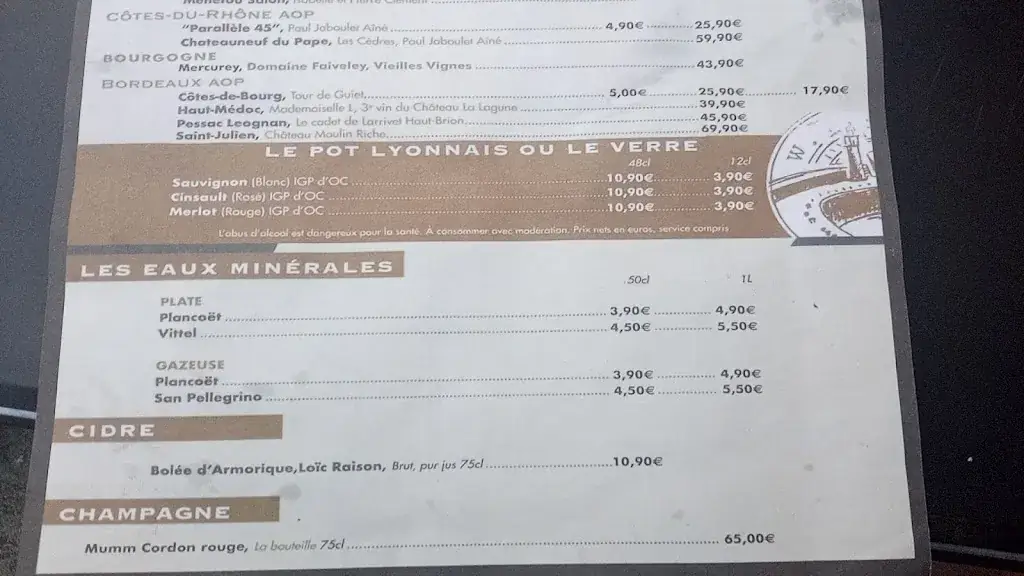 Menetou Salon, Isabelle et Pierre Clément
CÔTES-DU-RHÔNE AOP
"Parallèle 45", Paul Jaboulet Aîné 4,90€ 25,90€
Chateauneuf du Pape, Les Cèdres, Paul Jaboulet Aîné 59,90€
BOURGOGNE
Mercurey, Domaine Faiveley, Vieilles Vignes 43,90€
BORDEAUX AOP
Côtes-de-Bourg, Tour de Guiet 5,00€ 25,90€ 17,90€
Haut-Médoc, Mademoiselle L, 3e vin du Château La Lagune 39,90€
Pessac Leognan, Le cadet de Larrivet Haut-Brion 45,90€
Saint-Julien, Château Moulin Riche 69,90€
LE POT LYONNAIS OU LE VERRE
48cl 12cl
Sauvignon (Blanc) IGP d'OC 10,90€ 3,90€
Cinsault (Rosé) IGP d'OC 10,90€ 3,90€
Merlot (Rouge) IGP d'OC 10,90€ 3,90€
L'abus d'alcool est dangereux pour la santé. À consommer avec modération. Prix nets en euros, service compris
W
LES EAUX MINÉRALES
50cl 1L
PLATE
Plancoët 3,90€ 4,90€
Vittel 4,50€ 5,50€
GAZEUSE
Plancoët 3,90€ 4,90€
San Pellegrino 4,50€ 5,50€
CIDRE
Bolée d'Armorique,Loïc Raison, Brut, pur jus 75cl 10,90€
CHAMPAGNE
Mumm Cordon rouge, La bouteille 75cl 65,00€